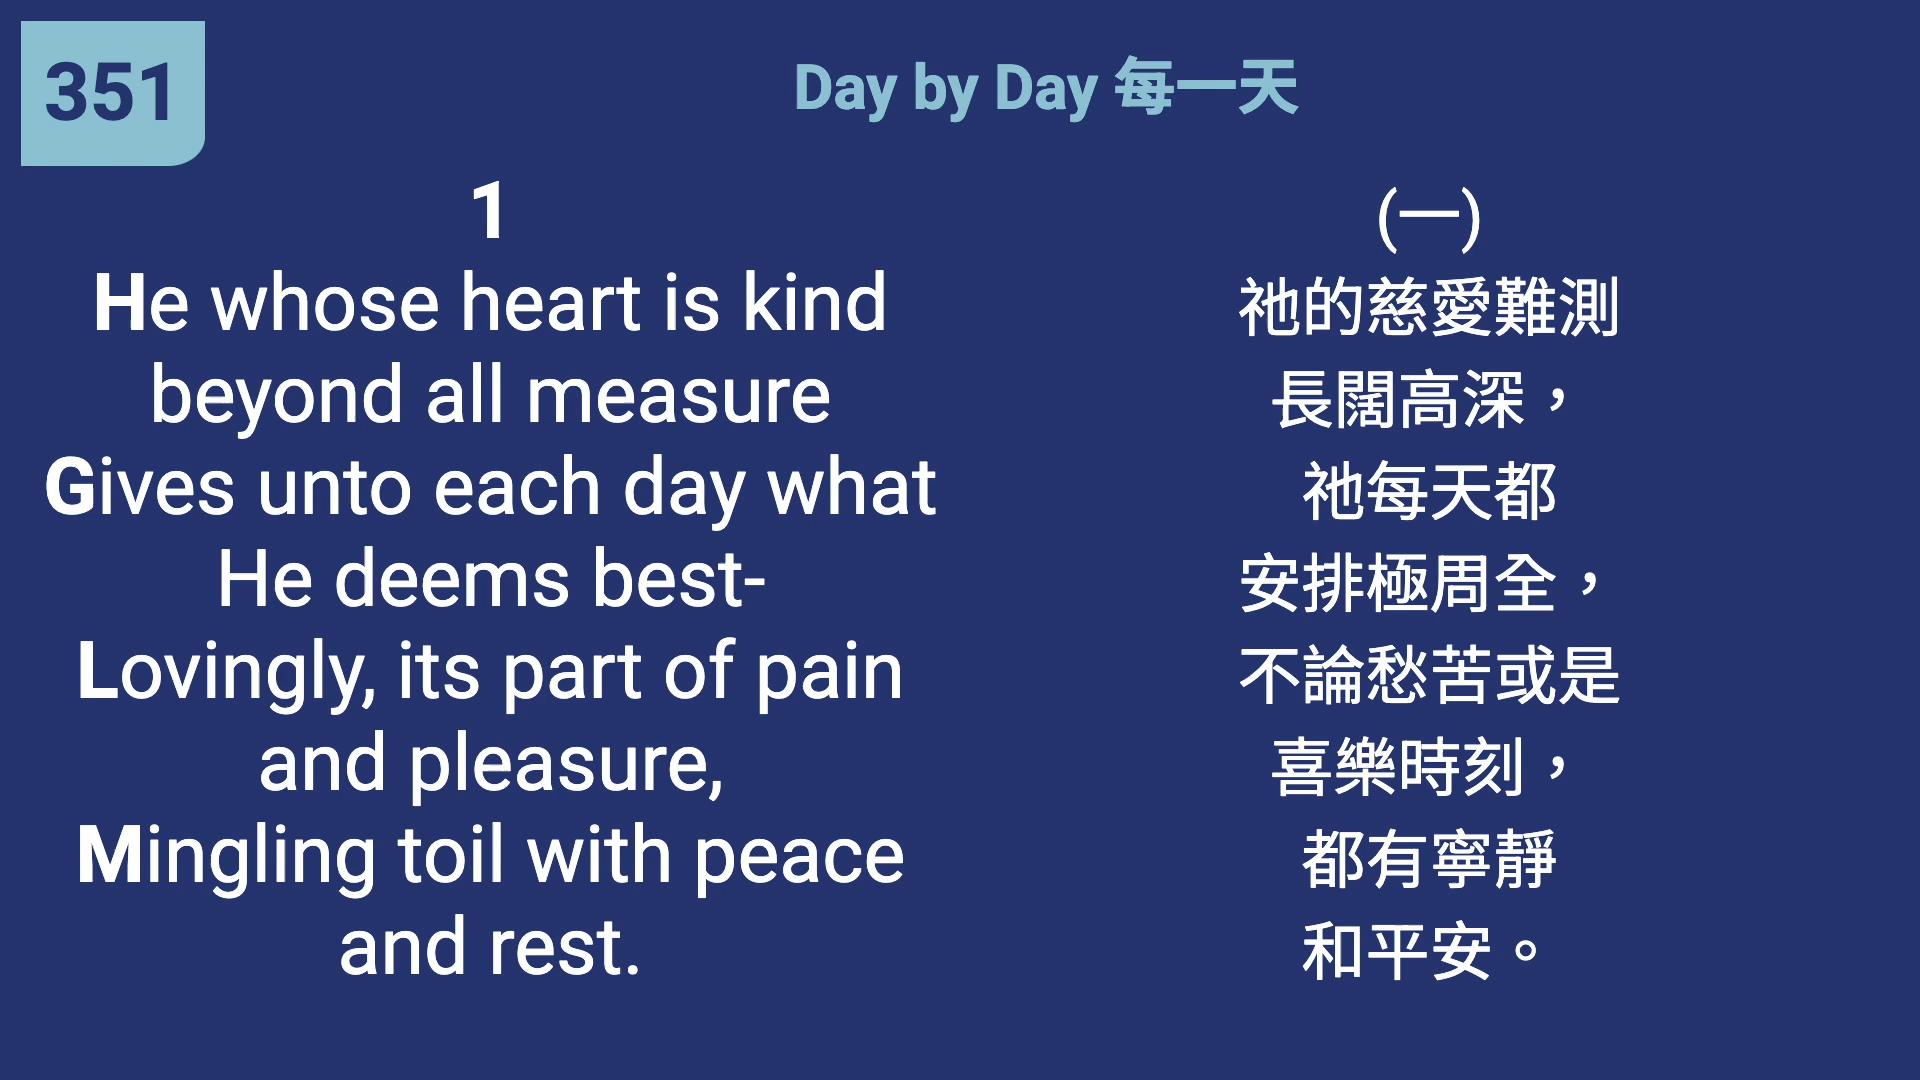 351
Day by Day 每一天
1
He whose heart is kind
beyond all measure
Gives unto each day what
He deems best-
Lovingly, its part of pain
and pleasure,
Mingling toil with peace
and rest.
(一)
祂的慈愛難測
長闊高深，
祂每天都
安排極周全，
不論愁苦或是
喜樂時刻，
都有寧靜
和平安。